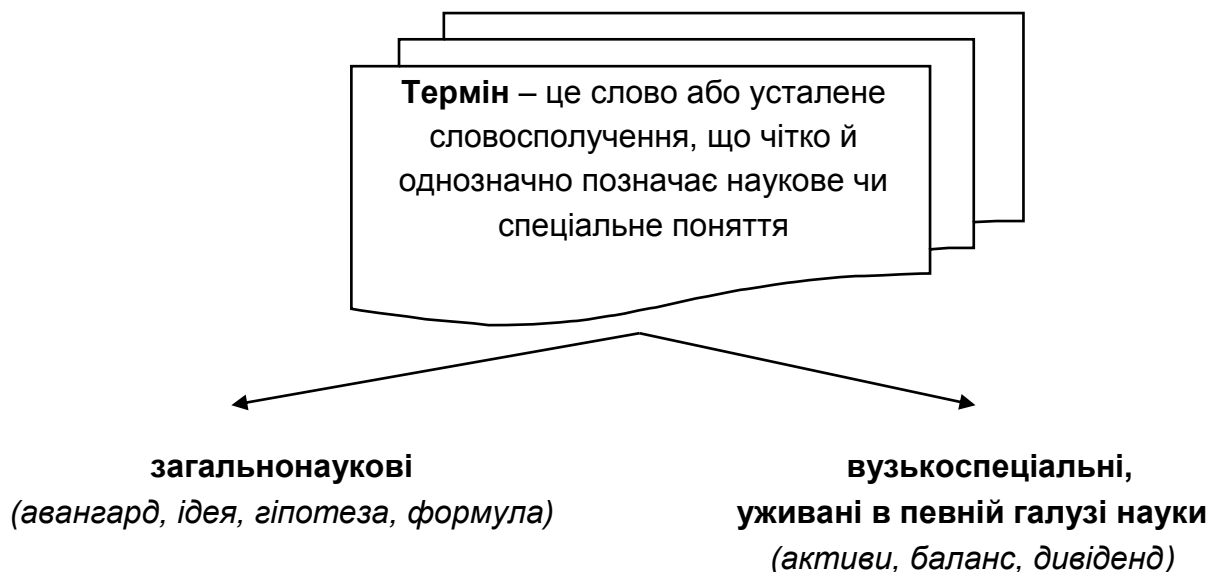 Термін – це слово або усталене
словосполучення, що чітко й
однозначно позначає наукове чи
спеціальне поняття
загальнонаукові
(авангард, ідея, гіпотеза, формула)
вузькоспеціальні,
уживані в певній галузі науки
(активи, баланс, дивіденд)